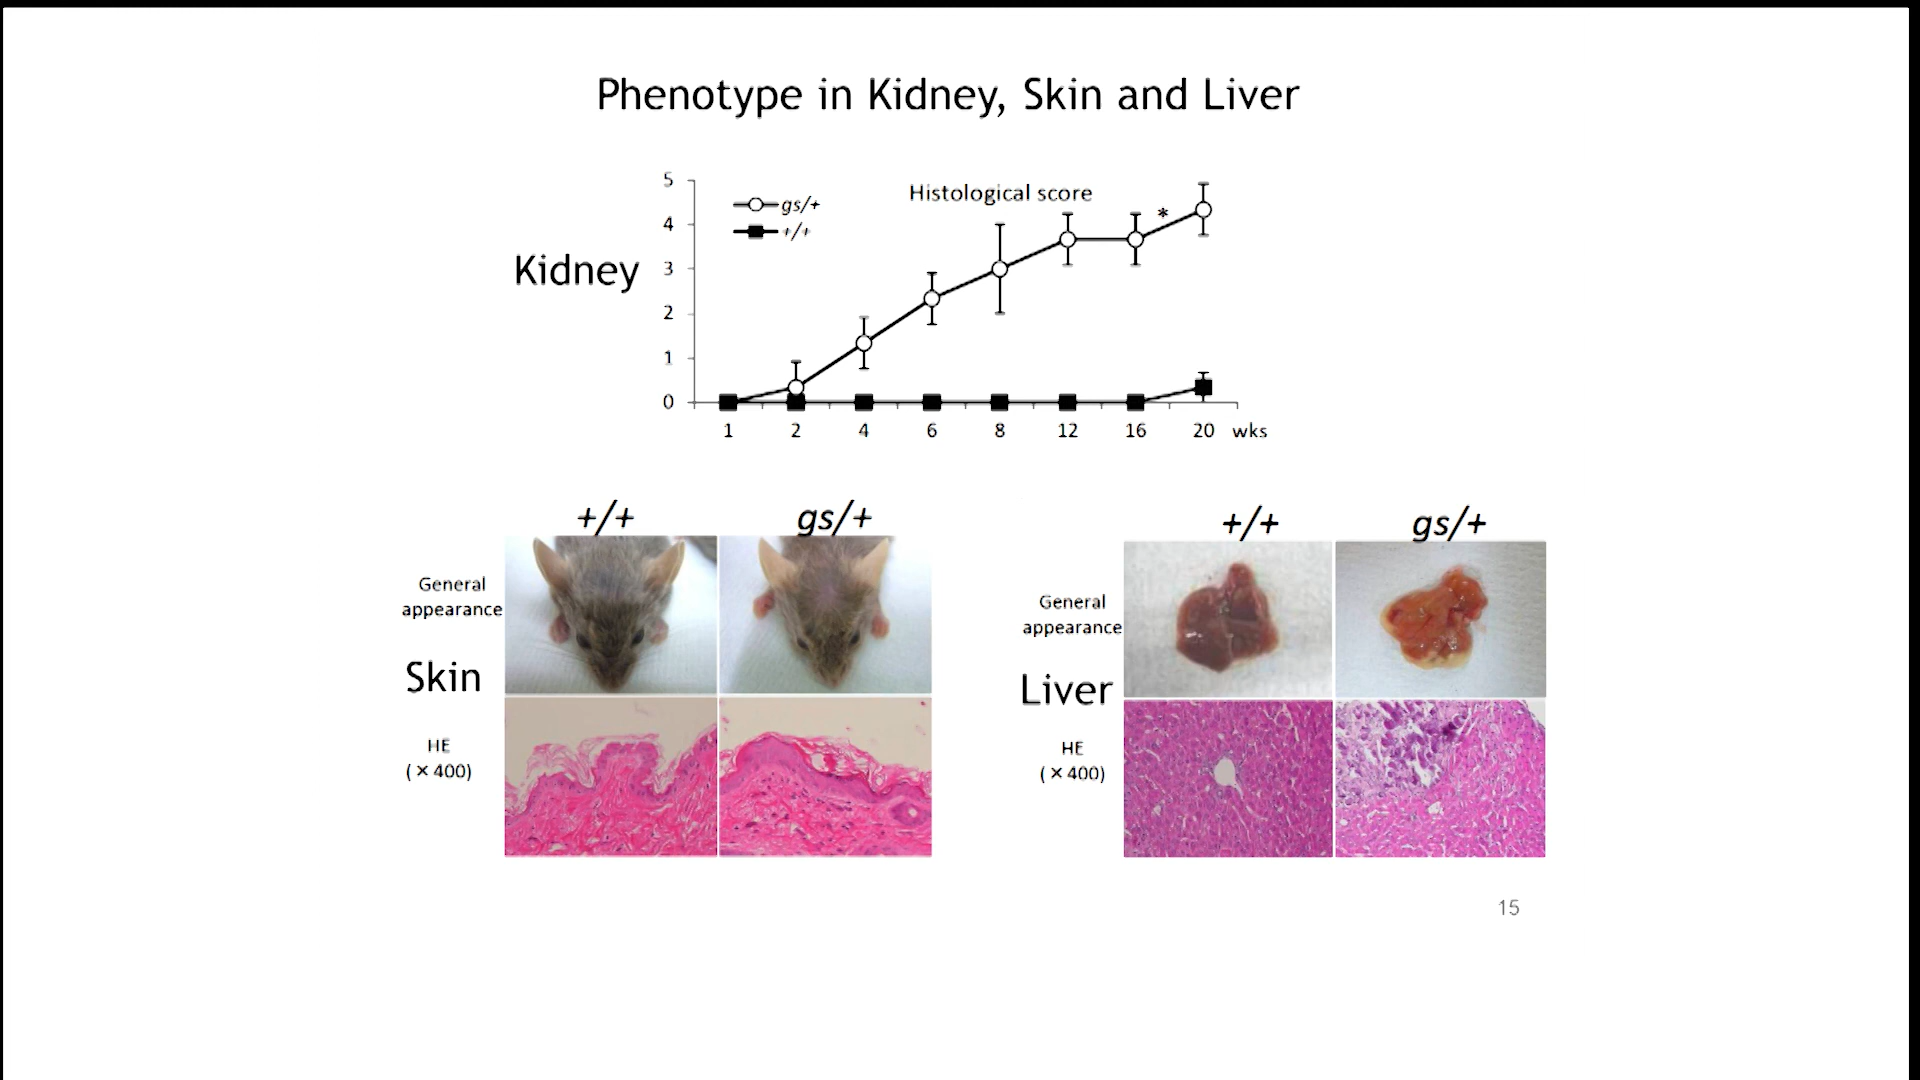 Phenotype in Kidney, Skin and Liver
Histological score
gs/+
+/+
Kidney
5
4
3
2
1
0
*
1 2 4 6 8 12 16 20 wks
+/+ gs/+
General
appearance
Skin
HE
(×400)
+/+ gs/+
General
appearance
Liver
HE
(×400)
15